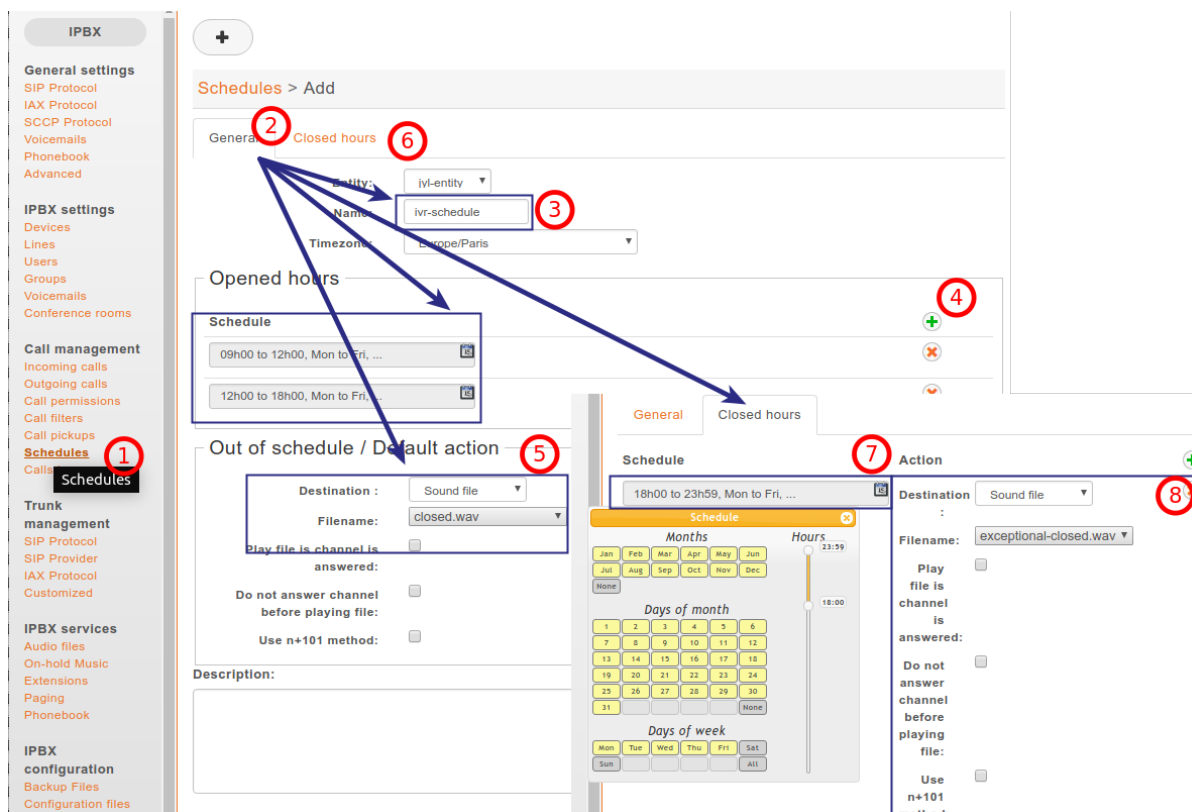 IPBX
General settings
SIP Protocol
IAX Protocol
SCCP Protocol
Voicemails
Phonebook
Advanced
IPBX settings
Devices
Lines
Users
Groups
Voicemails
Conference rooms
Call management
Incoming calls
Outgoing calls
Call permissions
Call filters
Call pickups
Schedules
1
Calls
Schedules
Trunk
management
SIP Protocol
SIP Provider
IAX Protocol
Customized
IPBX services
Audio files
On-hold Music
Extensions
Paging
Phonebook
IPBX
configuration
Backup Files
Configuration files
+
Schedules > Add
General
2
Closed hours
6
Entity:
jyl-entity
Name:
ivr-schedule
3
Timezone:
Europe/Paris
Opened hours
4
Schedule
09h00 to 12h00, Mon to Fri, ...
12h00 to 18h00, Mon to Fri, ...
Out of schedule / Default action
5
Destination :
Sound file
Filename:
closed.wav
Play file is channel is
answered:
Do not answer channel
before playing file:
Use n+101 method:
Description:
General
Closed hours
Schedule
7
Action
18h00 to 23h59, Mon to Fri, ...
Schedule
Months
Hours
Jan Feb Mar Apr May Jun
23:59
Jul Aug Sep Oct Nov Dec
None
18:00
Days of month
1 2 3 4 5 6
7 8 9 10 11 12
13 14 15 16 17 18
19 20 21 22 23 24
25 26 27 28 29 30
31 None
Days of week
Mon Tue Wed Thu Fri Sat
Sun All
Destination
:
Sound file
8
Filename:
exceptional-closed.wav
Play
file is
channel
is
answered:
Do not
answer
channel
before
playing
file:
Use
n+101